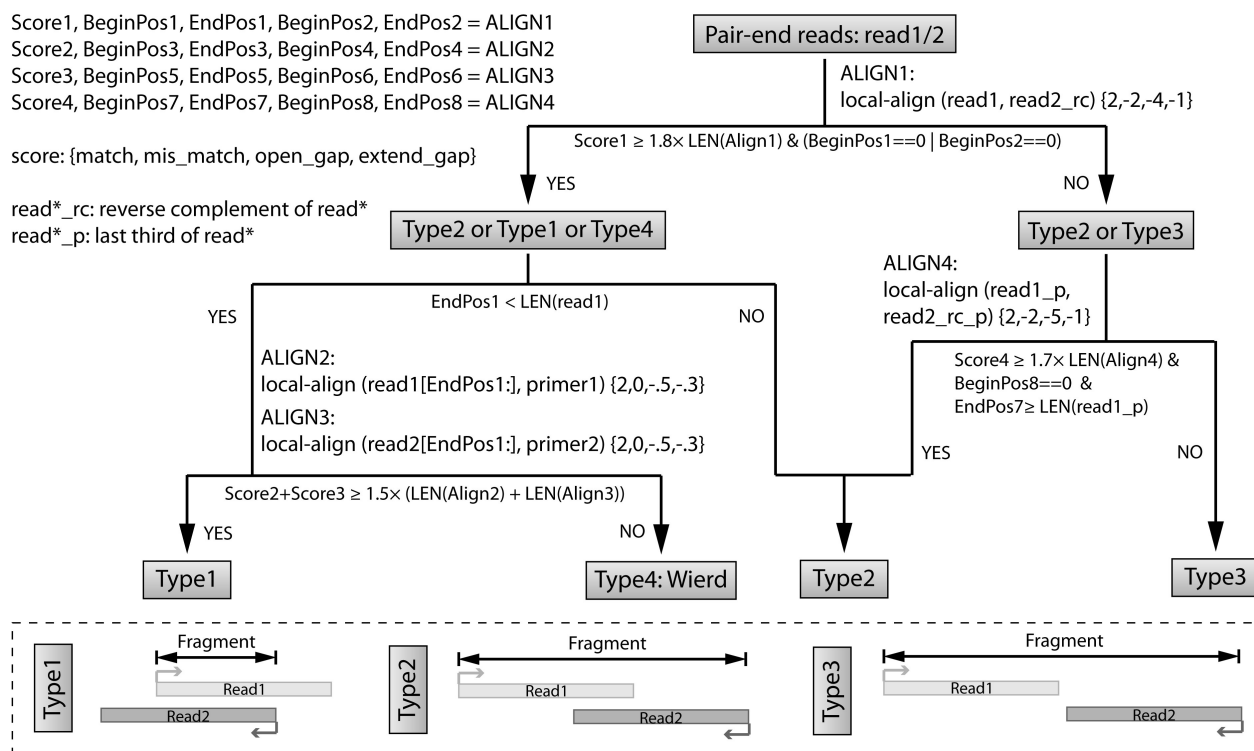 Score1, BeginPos1, EndPos1, BeginPos2, EndPos2 = ALIGN1
Score2, BeginPos3, EndPos3, BeginPos4, EndPos4 = ALIGN2
Score3, BeginPos5, EndPos5, BeginPos6, EndPos6 = ALIGN3
Score4, BeginPos7, EndPos7, BeginPos8, EndPos8 = ALIGN4
score: {match, mis_match, open_gap, extend_gap}
read*_rc: reverse complement of read*
read*_p: last third of read*
Pair-end reads: read1/2
ALIGN1:
local-align (read1, read2_rc) {2,-2,-4,-1}
Score1 ≥ 1.8× LEN(Align1) & (BeginPos1==0 | BeginPos2==0)
YES
NO
Type2 or Type1 or Type4
Type2 or Type3
EndPos1 < LEN(read1)
YES
NO
ALIGN4:
local-align (read1_p,
read2_rc_p) {2,-2,-5,-1}
ALIGN2:
local-align (read1[EndPos1:], primer1) {2,0,-.5,-.3}
ALIGN3:
local-align (read2[EndPos1:], primer2) {2,0,-.5,-.3}
Score4 ≥ 1.7× LEN(Align4) &
BeginPos8==0 &
EndPos7≥ LEN(read1_p)
YES
NO
Score2+Score3 ≥ 1.5× (LEN(Align2) + LEN(Align3))
YES
NO
Type1
Type4: Wierd
Type2
Type3
Type1
Fragment
Read1
Read2
Type2
Fragment
Read1
Read2
Type3
Fragment
Read1
Read2